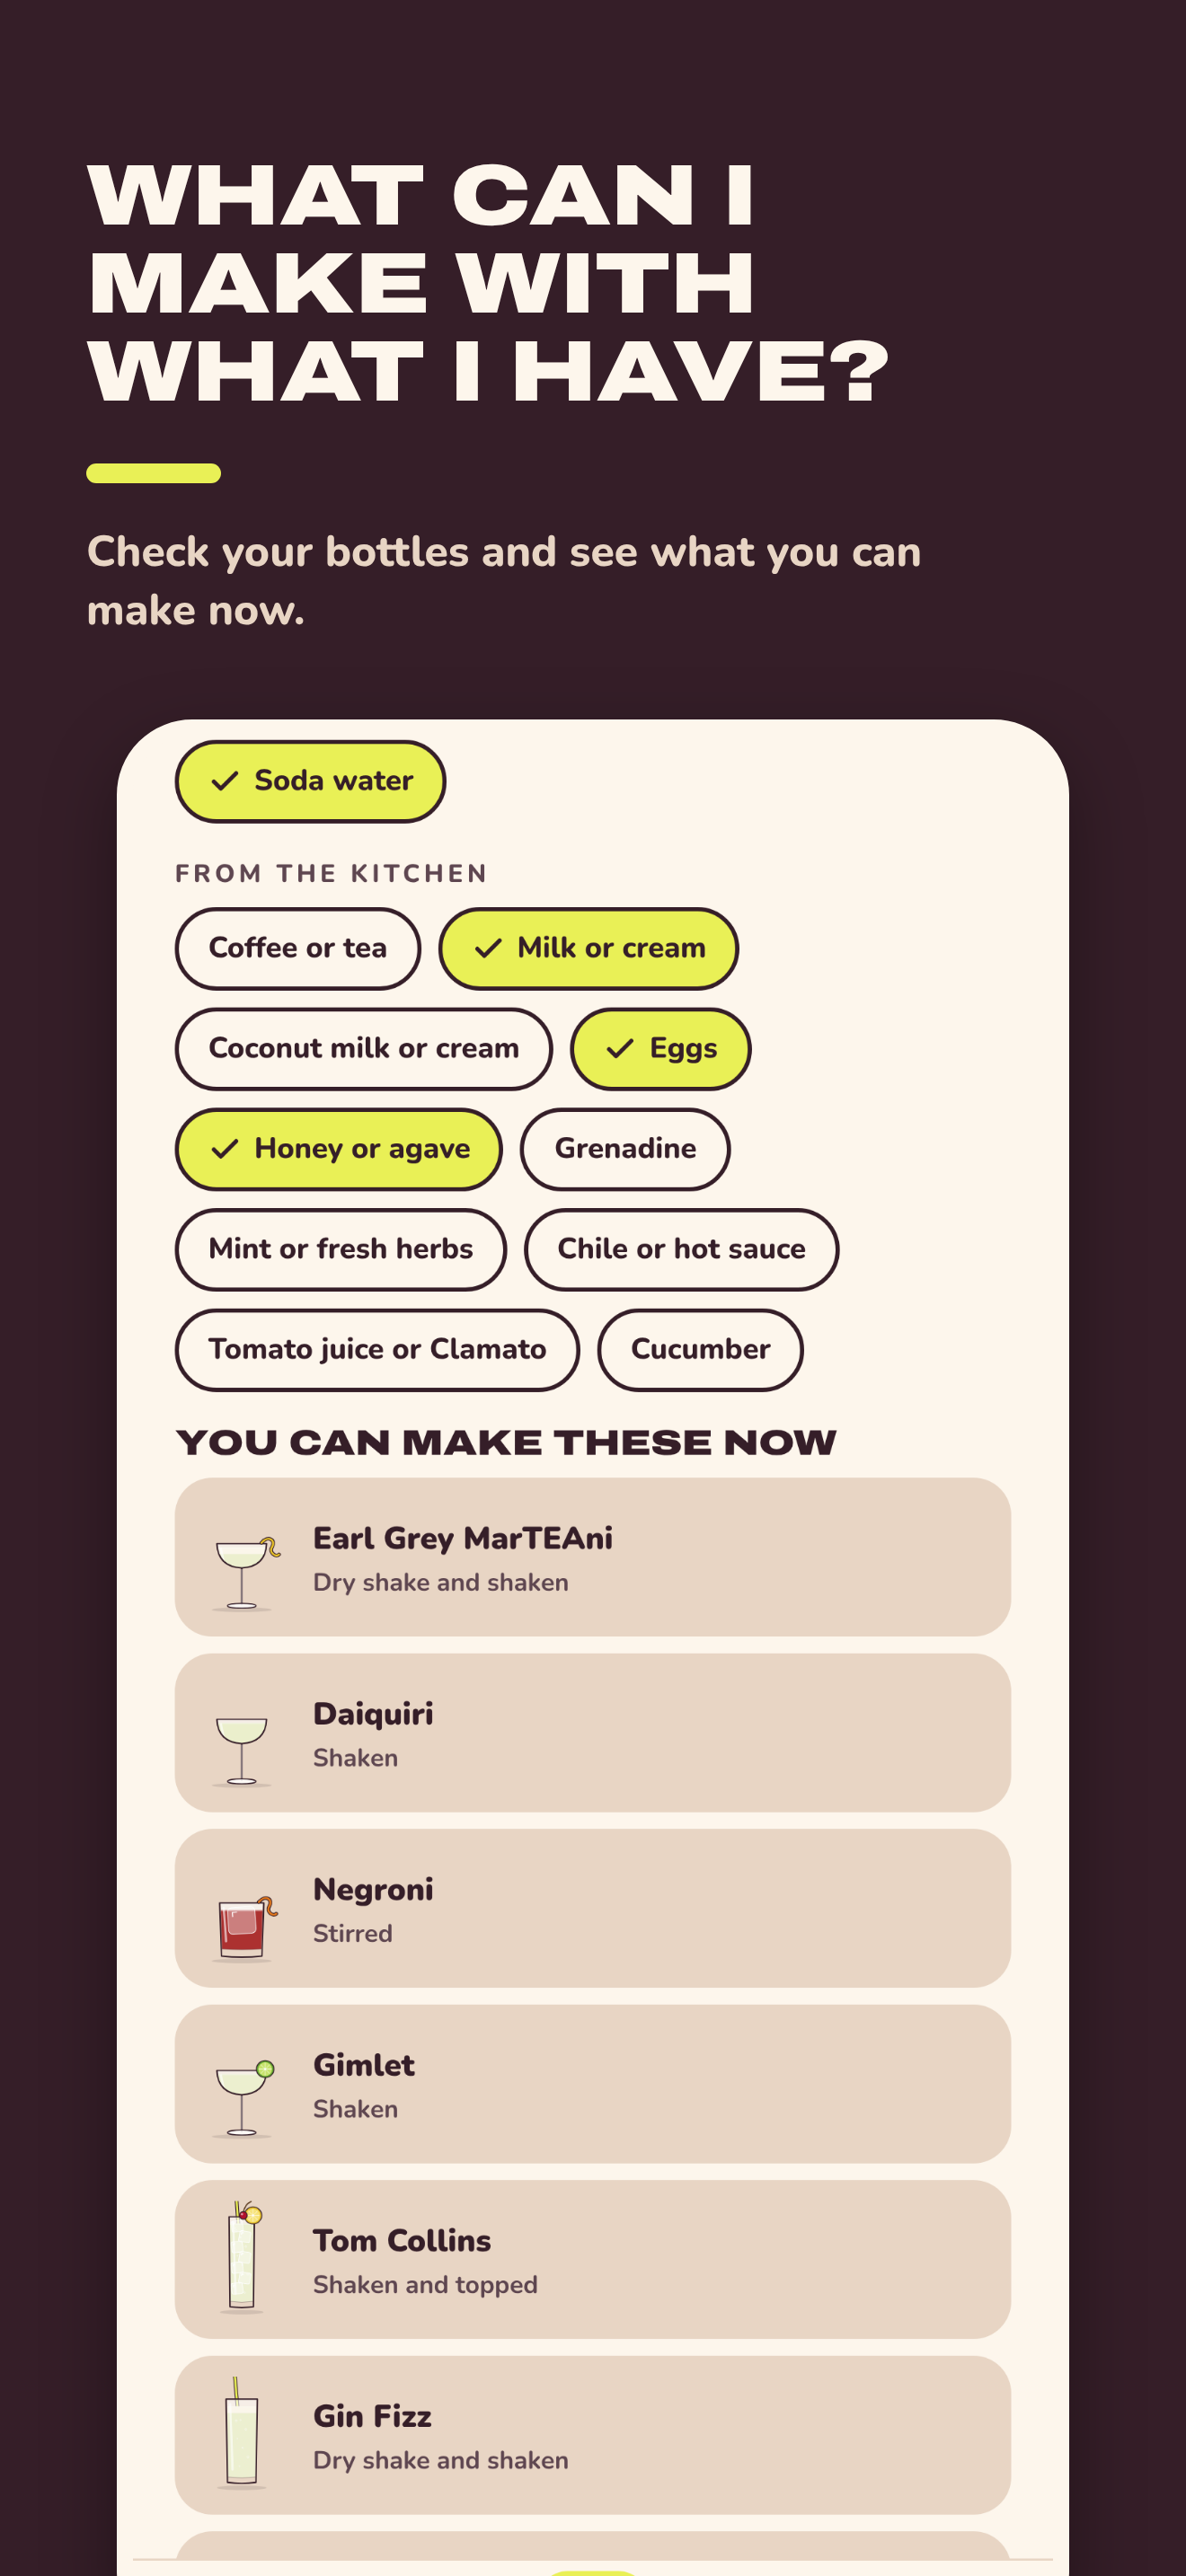 WHAT CAN I
MAKE WITH
WHAT I HAVE?
Check your bottles and see what you can
make now.
Soda water
FROM THE KITCHEN
Coffee or tea
Milk or cream
Coconut milk or cream
Eggs
Honey or agave
Grenadine
Mint or fresh herbs
Chile or hot sauce
Tomato juice or Clamato
Cucumber
YOU CAN MAKE THESE NOW
Earl Grey MarTEAni
Dry shake and shaken
Daiquiri
Shaken
Negroni
Stirred
Gimlet
Shaken
Tom Collins
Shaken and topped
Gin Fizz
Dry shake and shaken